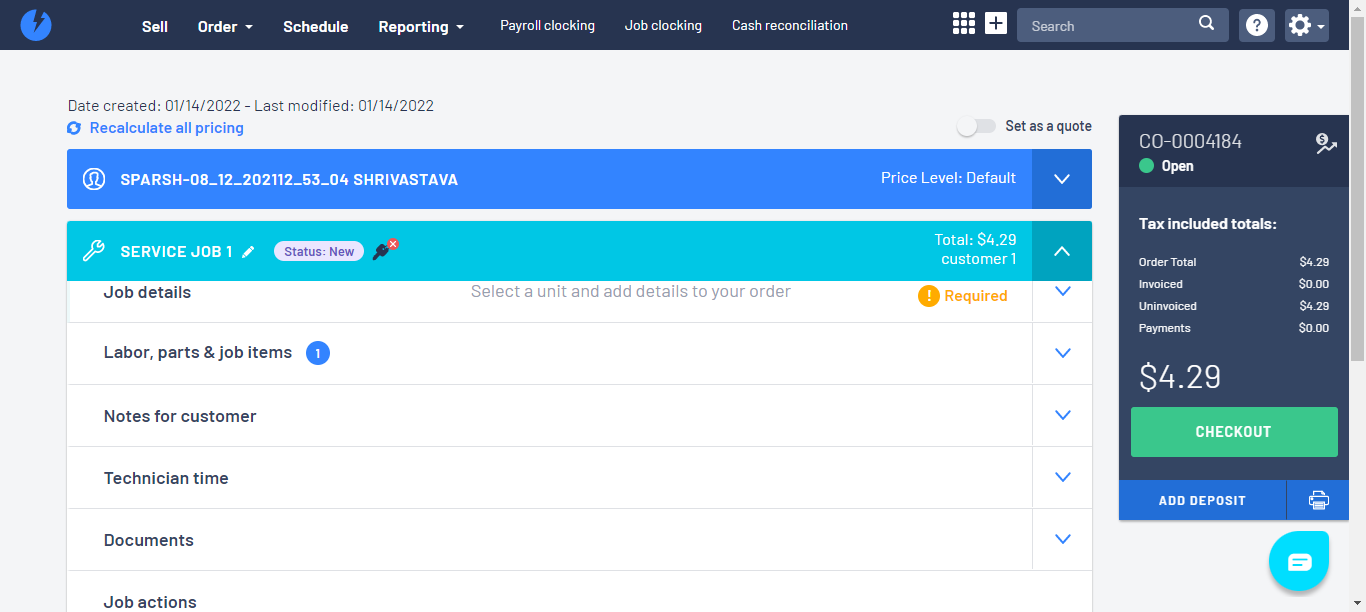 Sell Order Schedule Reporting Payroll clocking Job clocking Cash reconciliation Search
Date created: 01/14/2022 - Last modified: 01/14/2022
Recalculate all pricing
Set as a quote
SPARSH-08_12_202112_53_04 SHRIVASTAVA
Price Level: Default
SERVICE JOB 1
Status: New
Total: $4.29
customer 1
Job details
Select a unit and add details to your order
! Required
Labor, parts & job items 1
Notes for customer
Technician time
Documents
Job actions
CO-0004184
Open
Tax included totals:
Order Total $4.29
Invoiced $0.00
Uninvoiced $4.29
Payments $0.00
$4.29
CHECKOUT
ADD DEPOSIT